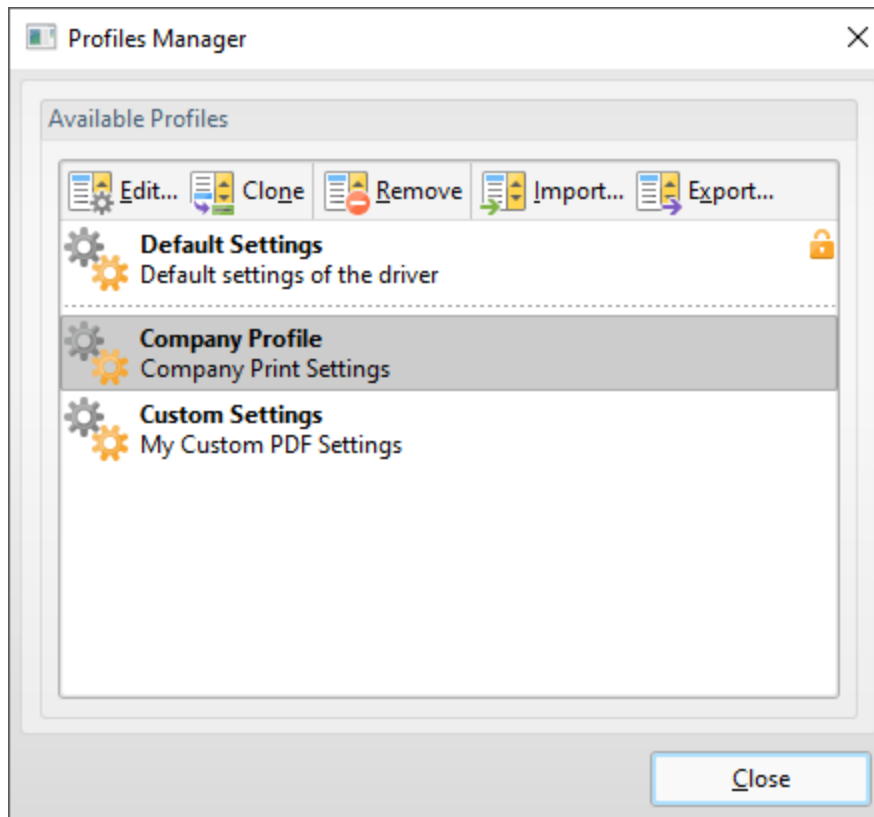 Profiles Manager
Available Profiles
Edit... Clone Remove Import... Export...
Default Settings
Default settings of the driver
Company Profile
Company Print Settings
Custom Settings
My Custom PDF Settings
Close